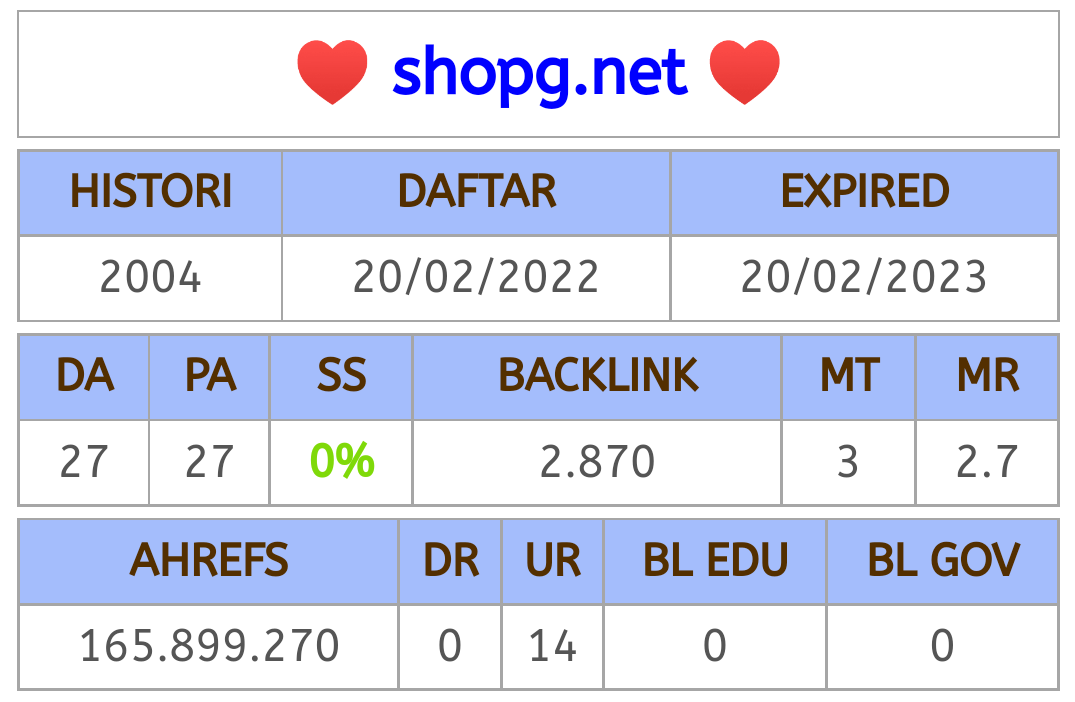 ❤️ shopg.net ❤️
HISTORI DAFTAR EXPIRED
2004 20/02/2022 20/02/2023
DA PA SS BACKLINK MT MR
27 27 0% 2.870 3 2.7
AHREFS DR UR BL EDU BL GOV
165.899.270 0 14 0 0